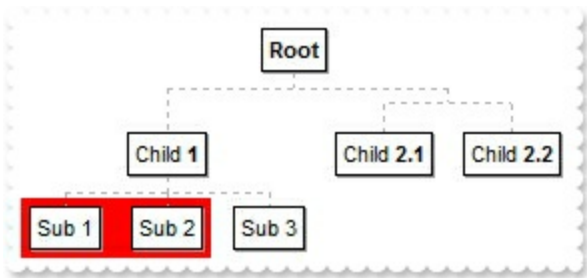 Root
Child 1
Child 2.1
Child 2.2
Sub 1
Sub 2
Sub 3